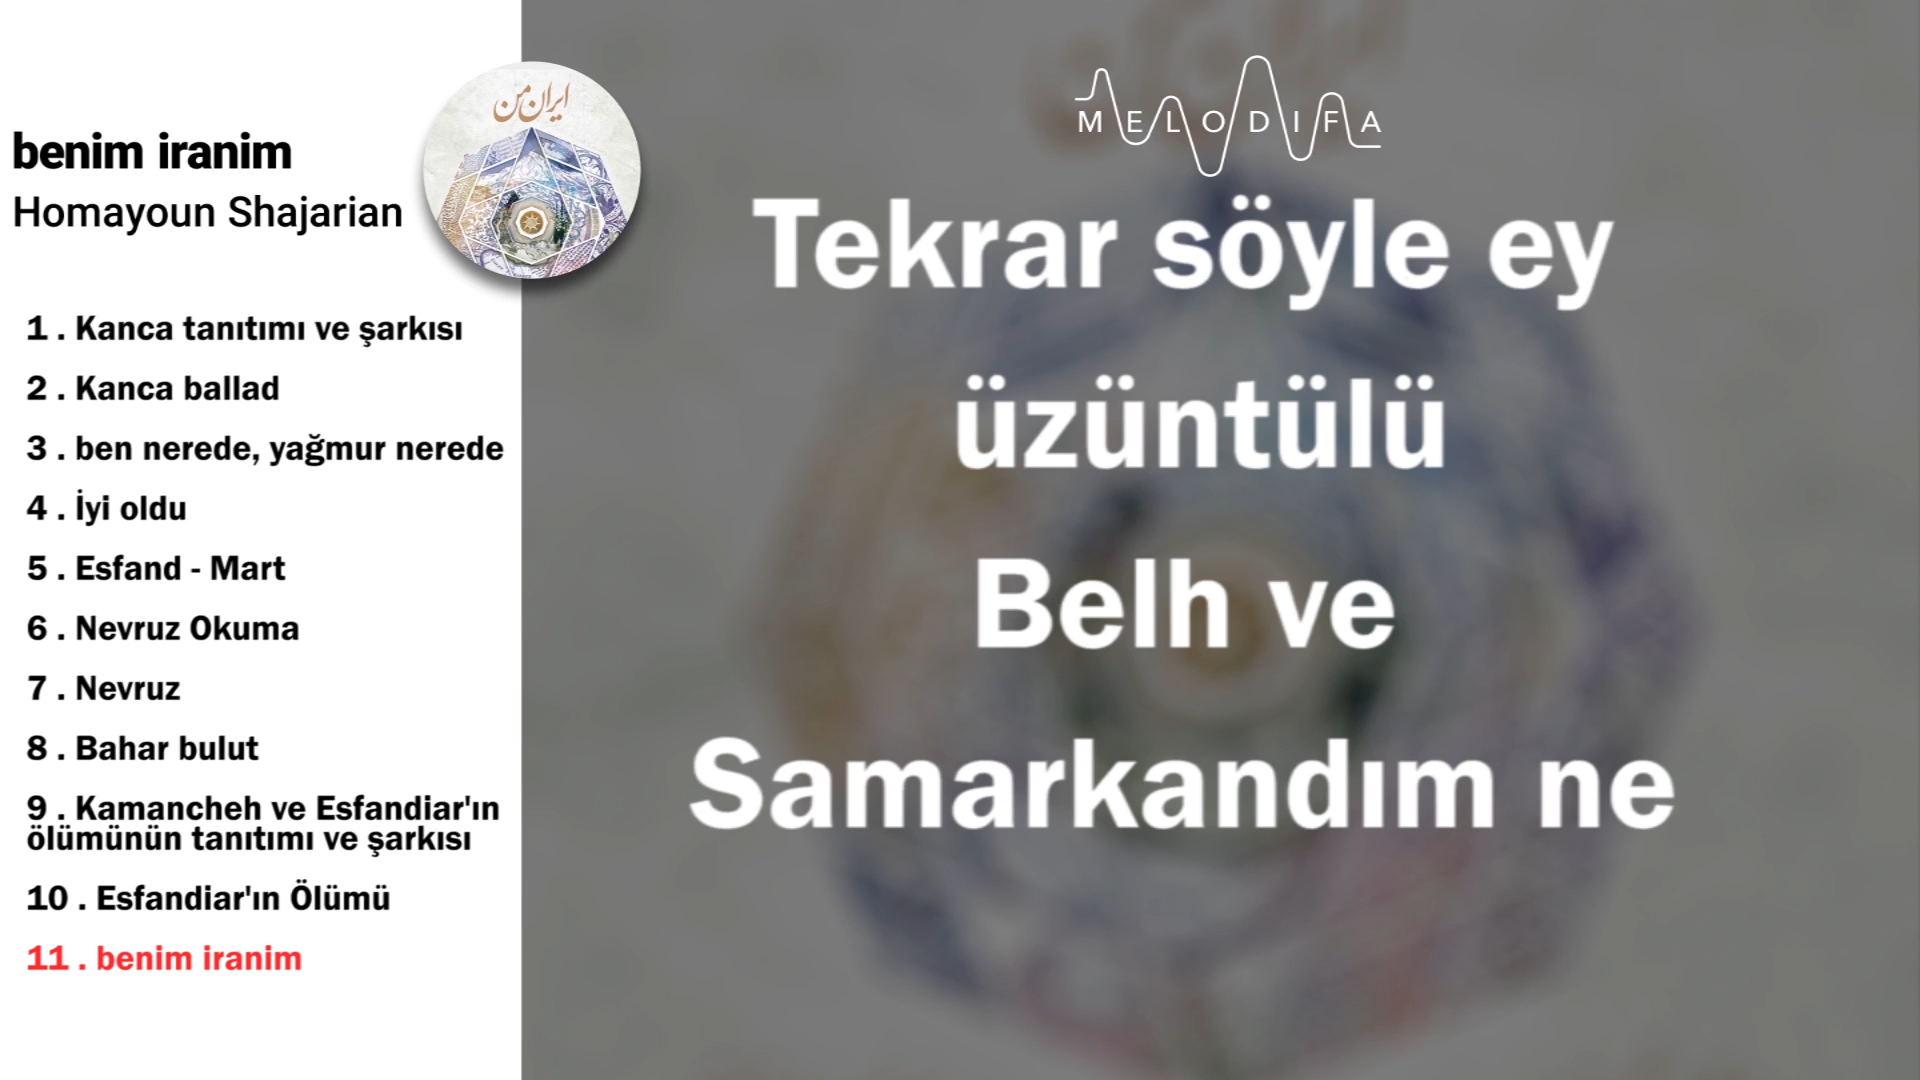 benim iranim
Homayoun Shajarian
ایران من
1 . Kanca tanıtımı ve şarkısı
2 . Kanca ballad
3 . ben nerede, yağmur nerede
4 . İyi oldu
5 . Esfand - Mart
6 . Nevruz Okuma
7 . Nevruz
8 . Bahar bulut
9 . Kamancheh ve Esfandiar'ın
ölümünün tanıtımı ve şarkısı
10 . Esfandiar'ın Ölümü
11 . benim iranim
MELODIFA
Tekrar söyle ey
üzüntülü
Belh ve
Samarkandım ne